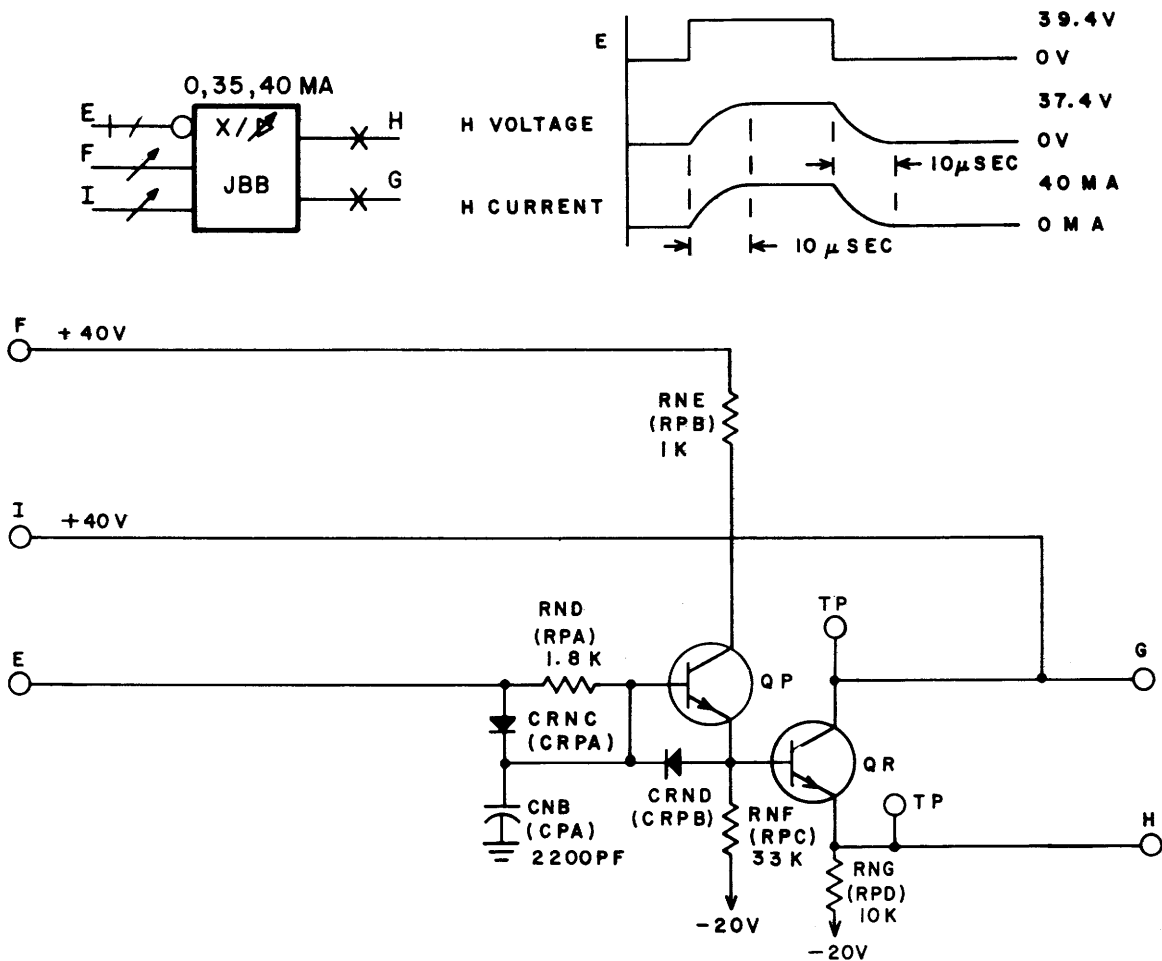 0,35,40 MA
E
F
I
X/
JBB
H
G
E
39.4V
0V
H VOLTAGE
37.4V
0V
10µSEC
H CURRENT
40 MA
0 MA
10 µ SEC
F
+40V
RNE
(RPB)
1K
I
+40V
RND
(RPA)
1.8K
TP
E
QP
G
CRNC
(CRPA)
QR
CRND
(CRPB)
TP
CNB
(CPA)
2200PF
RNF
(RPC)
33K
H
RNG
(RPD)
10K
-20V
-20V